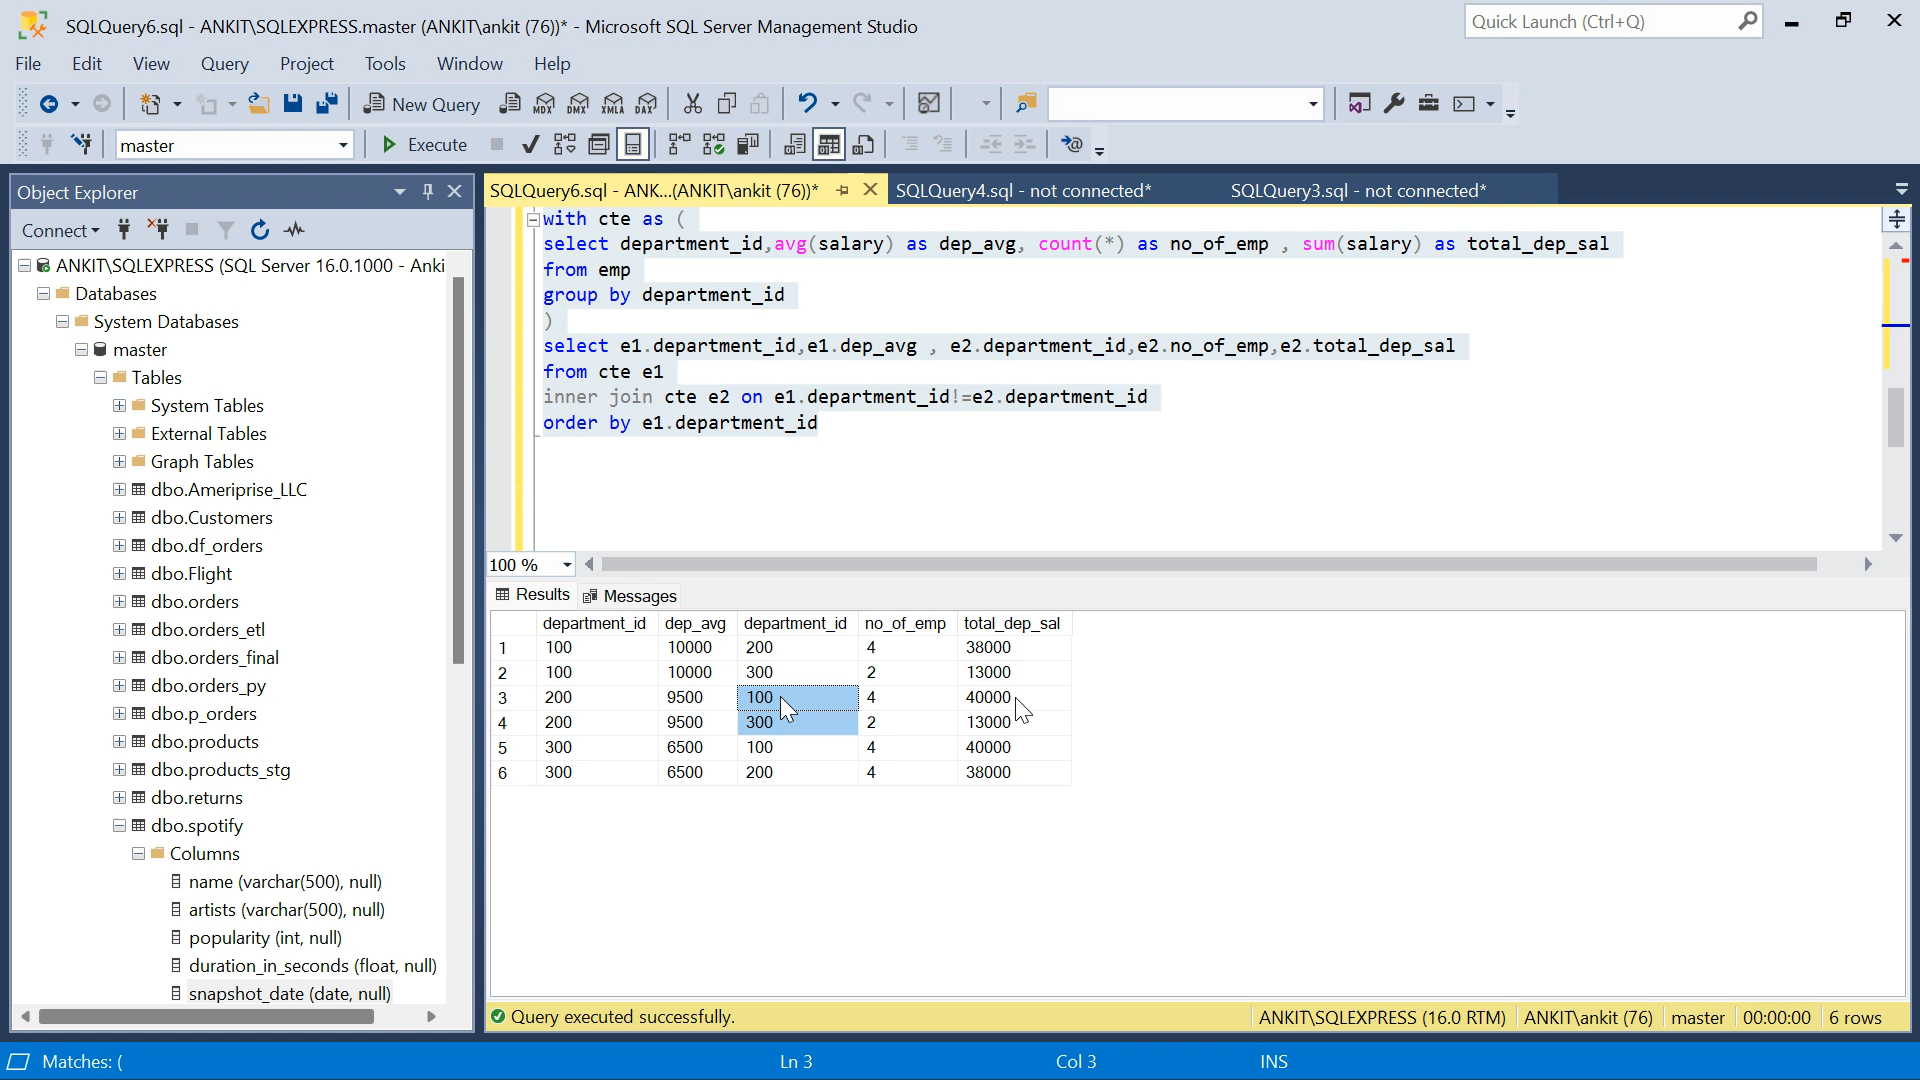 SQLQuery6.sql - ANKIT\SQLEXPRESS.master (ANKIT\ankit (76))* - Microsoft SQL Server Management Studio
Quick Launch (Ctrl+Q)
File Edit View Query Project Tools Window Help
New Query MDX DMX XMLA DAX
master Execute
Object Explorer
SQLQuery6.sql - ANK...(ANKIT\ankit (76))* SQLQuery4.sql - not connected* SQLQuery3.sql - not connected*
Connect
ANKIT\SQLEXPRESS (SQL Server 16.0.1000 - Anki
Databases
System Databases
master
Tables
System Tables
External Tables
Graph Tables
dbo.Ameriprise_LLC
dbo.Customers
dbo.df_orders
dbo.Flight
dbo.orders
dbo.orders_etl
dbo.orders_final
dbo.orders_py
dbo.p_orders
dbo.products
dbo.products_stg
dbo.returns
dbo.spotify
Columns
name (varchar(500), null)
artists (varchar(500), null)
popularity (int, null)
duration_in_seconds (float, null)
snapshot_date (date, null)
with cte as (
select department_id,avg(salary) as dep_avg, count(*) as no_of_emp , sum(salary) as total_dep_sal
from emp
group by department_id
)
select e1.department_id,e1.dep_avg , e2.department_id,e2.no_of_emp,e2.total_dep_sal
from cte e1
inner join cte e2 on e1.department_id!=e2.department_id
order by e1.department_id
100 %
Results Messages
department_id dep_avg department_id no_of_emp total_dep_sal
1 100 10000 200 4 38000
2 100 10000 300 2 13000
3 200 9500 100 4 40000
4 200 9500 300 2 13000
5 300 6500 100 4 40000
6 300 6500 200 4 38000
Query executed successfully. ANKIT\SQLEXPRESS (16.0 RTM) ANKIT\ankit (76) master 00:00:00 6 rows
Matches: ( Ln 3 Col 3 INS